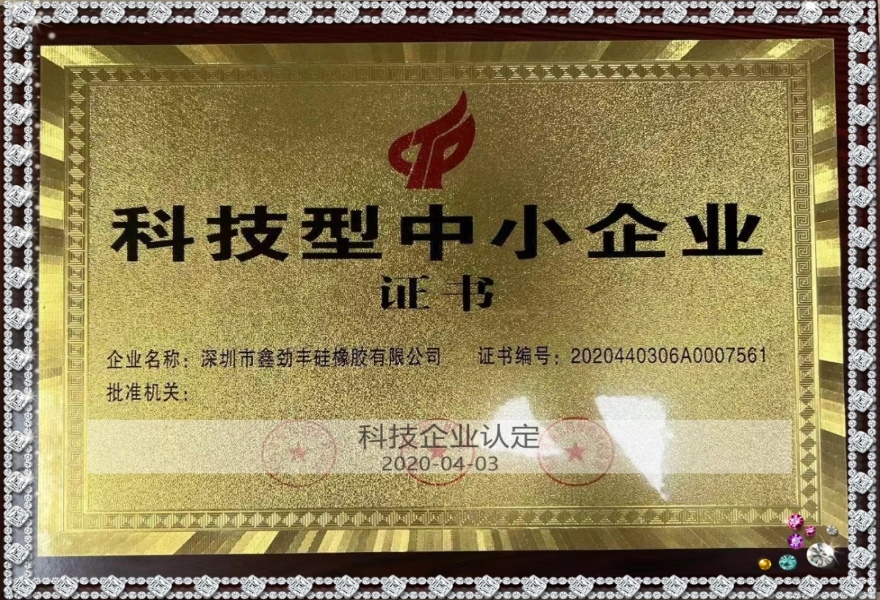 科技型中小企业
证书
企业名称：深圳市鑫劲丰硅橡胶有限公司 证书编号：2020440306A0007561
批准机关：
科技企业认定
2020-04-03